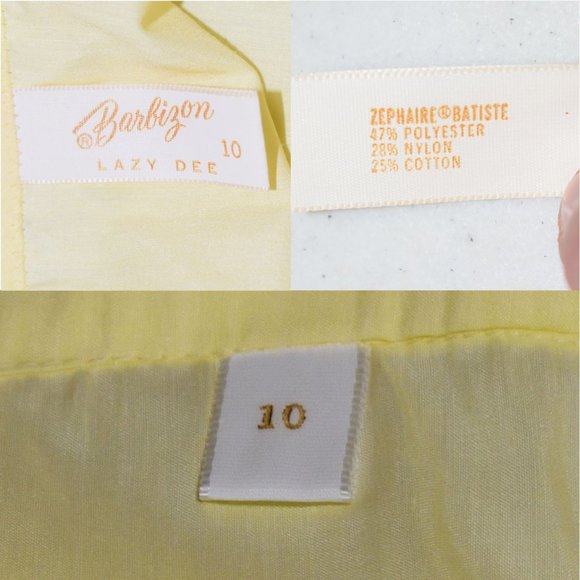 Barbizon
® LAZY DEE 10
ZEPHAIRE®BATISTE
47% POLYESTER
28% NYLON
25% COTTON
10